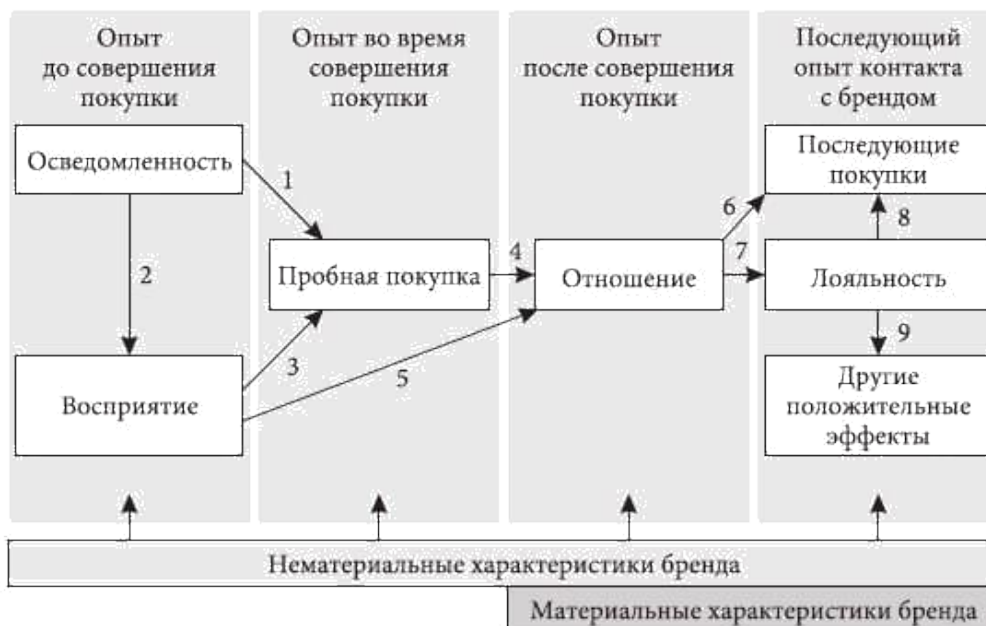 Опыт
до совершения
покупки
Опыт во время
совершения
покупки
Опыт
после совершения
покупки
Последующий
опыт контакта
с брендом
Осведомленность
1
2
Восприятие
3
Пробная покупка
4
5
Отношение
6
7
Последующие
покупки
8
Лояльность
9
Другие
положительные
эффекты
Нематериальные характеристики бренда
Материальные характеристики бренда